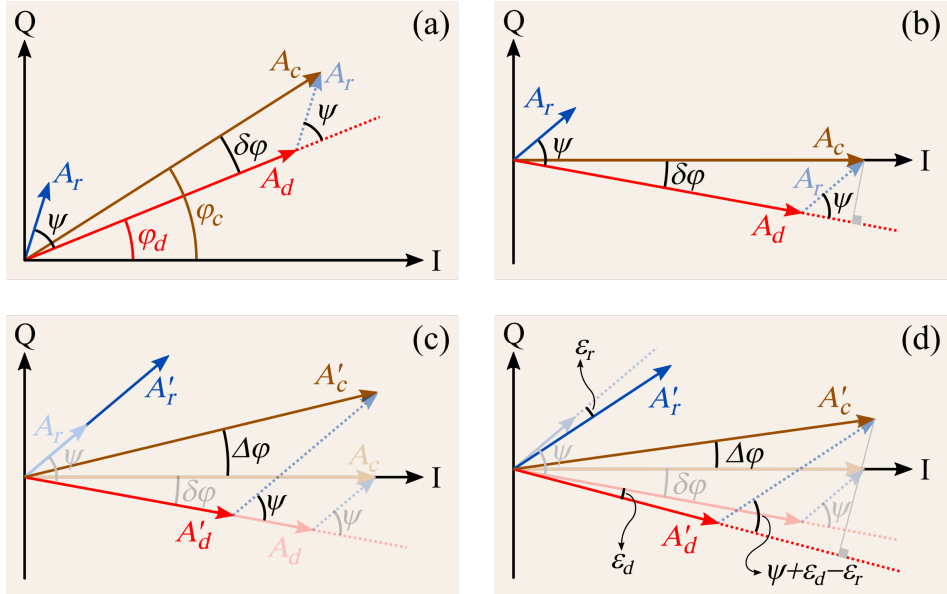 Q
(a)
A_c
A_r
ψ
δφ
A_r
A_d
ψ
φ_c
φ_d
I
Q
(b)
A_r
A_c
ψ
I
δφ
A_r
ψ
A_d
Q
(c)
A′_r
A′_c
A_r
ψ
Δφ
A_c
I
δφ
ψ
A′_d
A_d
ψ
Q
(d)
ε_r
A′_r
A′_c
ψ
Δφ
I
δφ
ψ
A′_d
ε_d
ψ+ε_d−ε_r